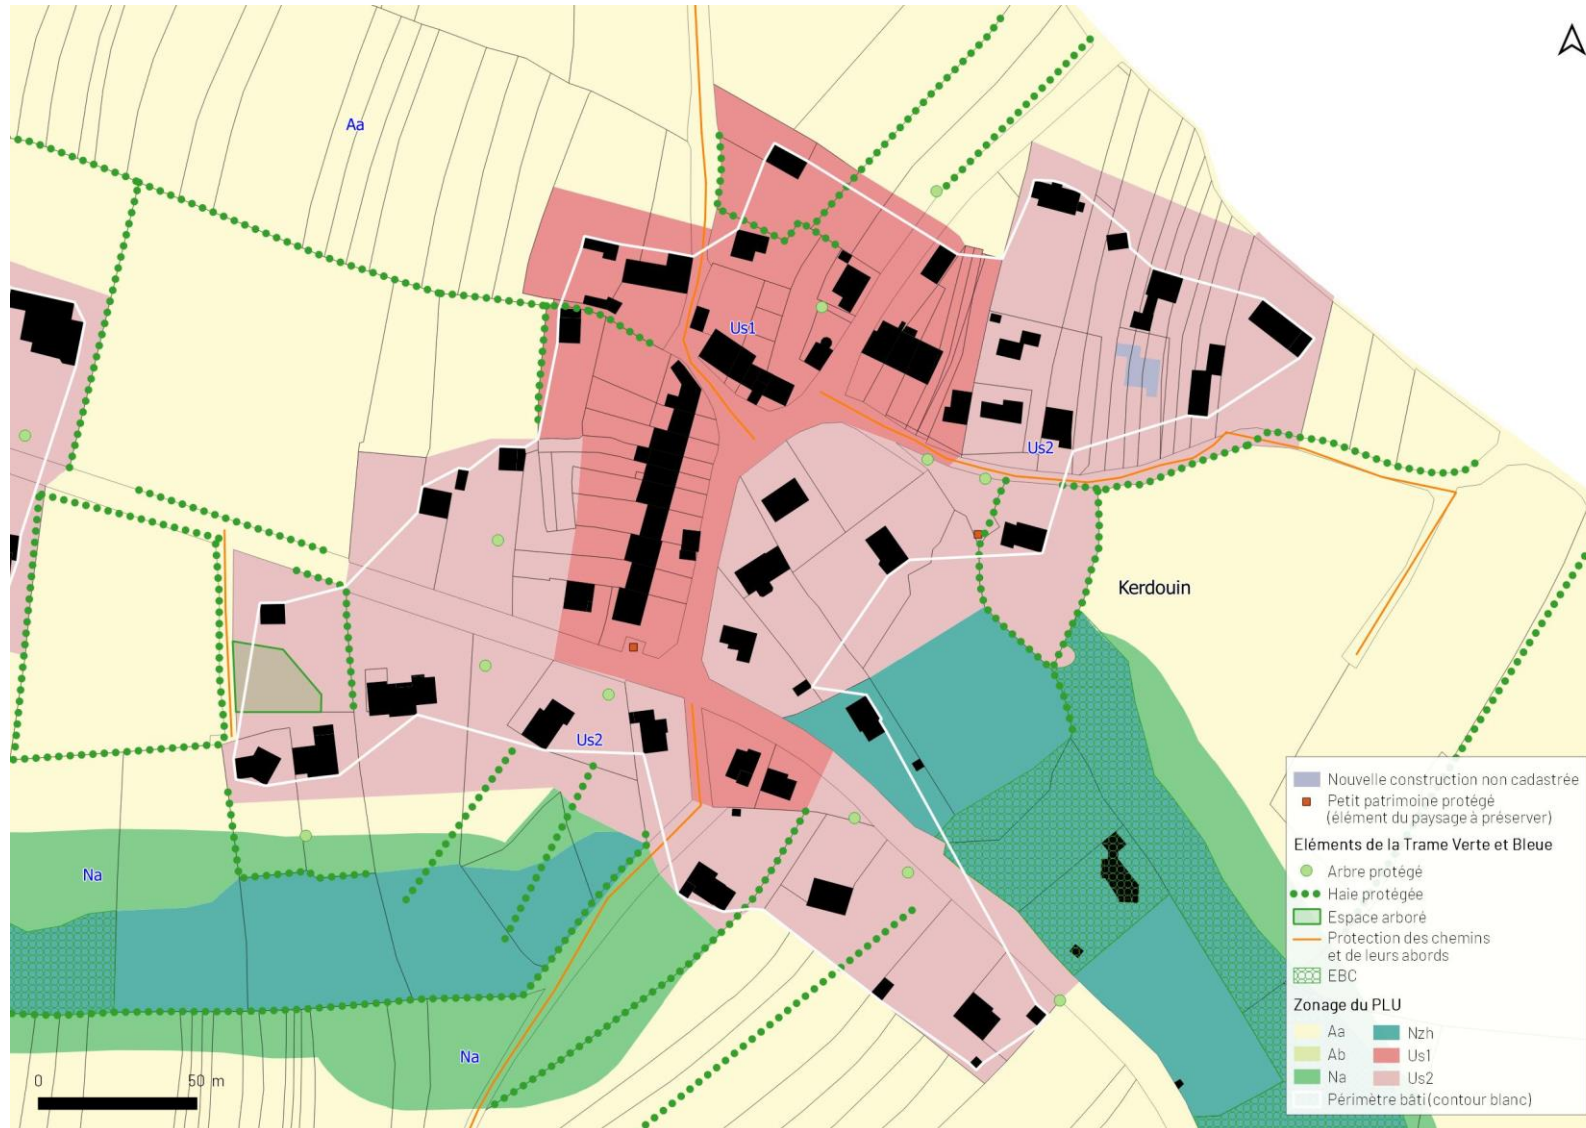 Aa
Us1
Us2
Kerdouin
Us2
Na
Na
0 50 m
Nouvelle construction non cadastrée
Petit patrimoine protégé
(élément du paysage à préserver)
Eléments de la Trame Verte et Bleue
Arbre protégé
Haie protégée
Espace arboré
Protection des chemins
et de leurs abords
EBC
Zonage du PLU
Aa
Ab
Na
Nzh
Us1
Us2
Périmètre bâti (contour blanc)